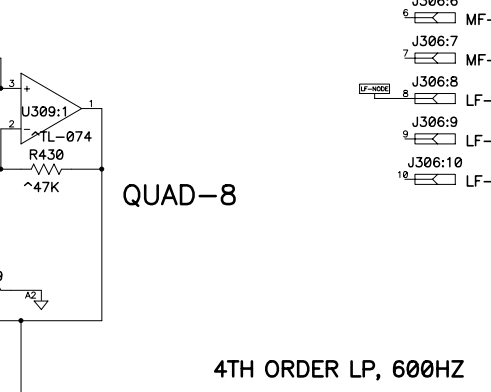 J306:6
6 MF-
J306:7
7 MF-
J306:8
LF-NODE
8 LF-
J306:9
9 LF-
J306:10
10 LF-
3 +
U309:1 1
2 -
^TL-074
R430
^47K
QUAD-8
9
A2
4TH ORDER LP, 600HZ